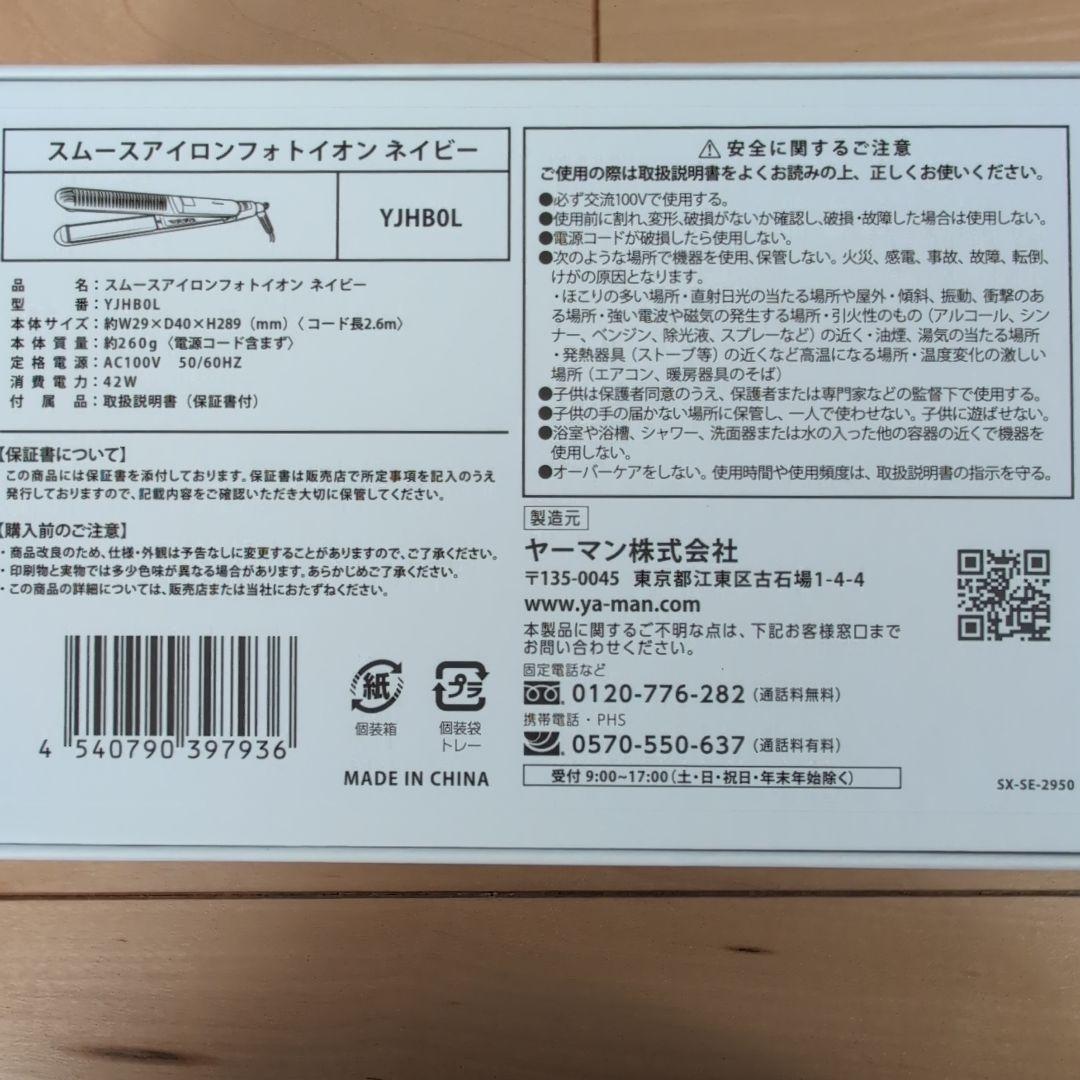 スムースアイロンフォトイオン ネイビー
YJHB0L
品　　番：スムースアイロンフォトイオン ネイビー
型　　番：YJHB0L
本体サイズ：約W29×D40×H289（mm）〈コード長2.6m〉
本体質量：約260g〈電源コード含まず〉
定格電源：AC100V　50/60HZ
消費電力：42W
付 属 品：取扱説明書（保証書付）
【保証書について】
この商品には保証書を添付しております。保証書は販売店で所定事項を記入のうえ
発行しておりますので、記載内容をご確認いただき大切に保管してください。
【購入前のご注意】
・商品改良のため、仕様・外観は予告なしに変更することがありますので、ご了承ください。
・印刷物と実物では多少色味が異なる場合があります。あらかじめご了承ください。
・この商品の詳細については、販売店または当社におたずねください。
4 540790 397936
紙
個装箱
プラ
個装袋
トレー
MADE IN CHINA
⚠安全に関するご注意
ご使用の際は取扱説明書をよくお読みの上、正しくお使いください。
●必ず交流100Vで使用する。
●使用前に割れ、変形、破損がないか確認し、破損・故障した場合は使用しない。
●電源コードが破損したら使用しない。
●次のような場所で機器を使用、保管しない。火災、感電、事故、故障、転倒、
けがの原因となります。
・ほこりの多い場所・直射日光の当たる場所や屋外・傾斜、振動、衝撃のあ
る場所・強い電波や磁気の発生する場所・引火性のもの（アルコール、シン
ナー、ベンジン、除光液、スプレーなど）の近く・油煙、湯気の当たる場所
・発熱器具（ストーブ等）の近くなど高温になる場所・温度変化の激しい
場所（エアコン、暖房器具のそば）
●子供は保護者同意のうえ、保護者または専門家などの監督下で使用する。
●子供の手の届かない場所に保管し、一人で使わせない。子供に遊ばせない。
●浴室や浴槽、シャワー、洗面器または水の入った他の容器の近くで機器を
使用しない。
●オーバーケアをしない。使用時間や使用頻度は、取扱説明書の指示を守る。
製造元
ヤーマン株式会社
〒135-0045 東京都江東区古石場1-4-4
www.ya-man.com
本製品に関するご不明な点は、下記お客様窓口まで
お問い合わせください。
固定電話など
0120-776-282（通話料無料）
携帯電話・PHS
0570-550-637（通話料有料）
受付 9:00~17:00（土・日・祝日・年末年始除く）
SX-SE-2950